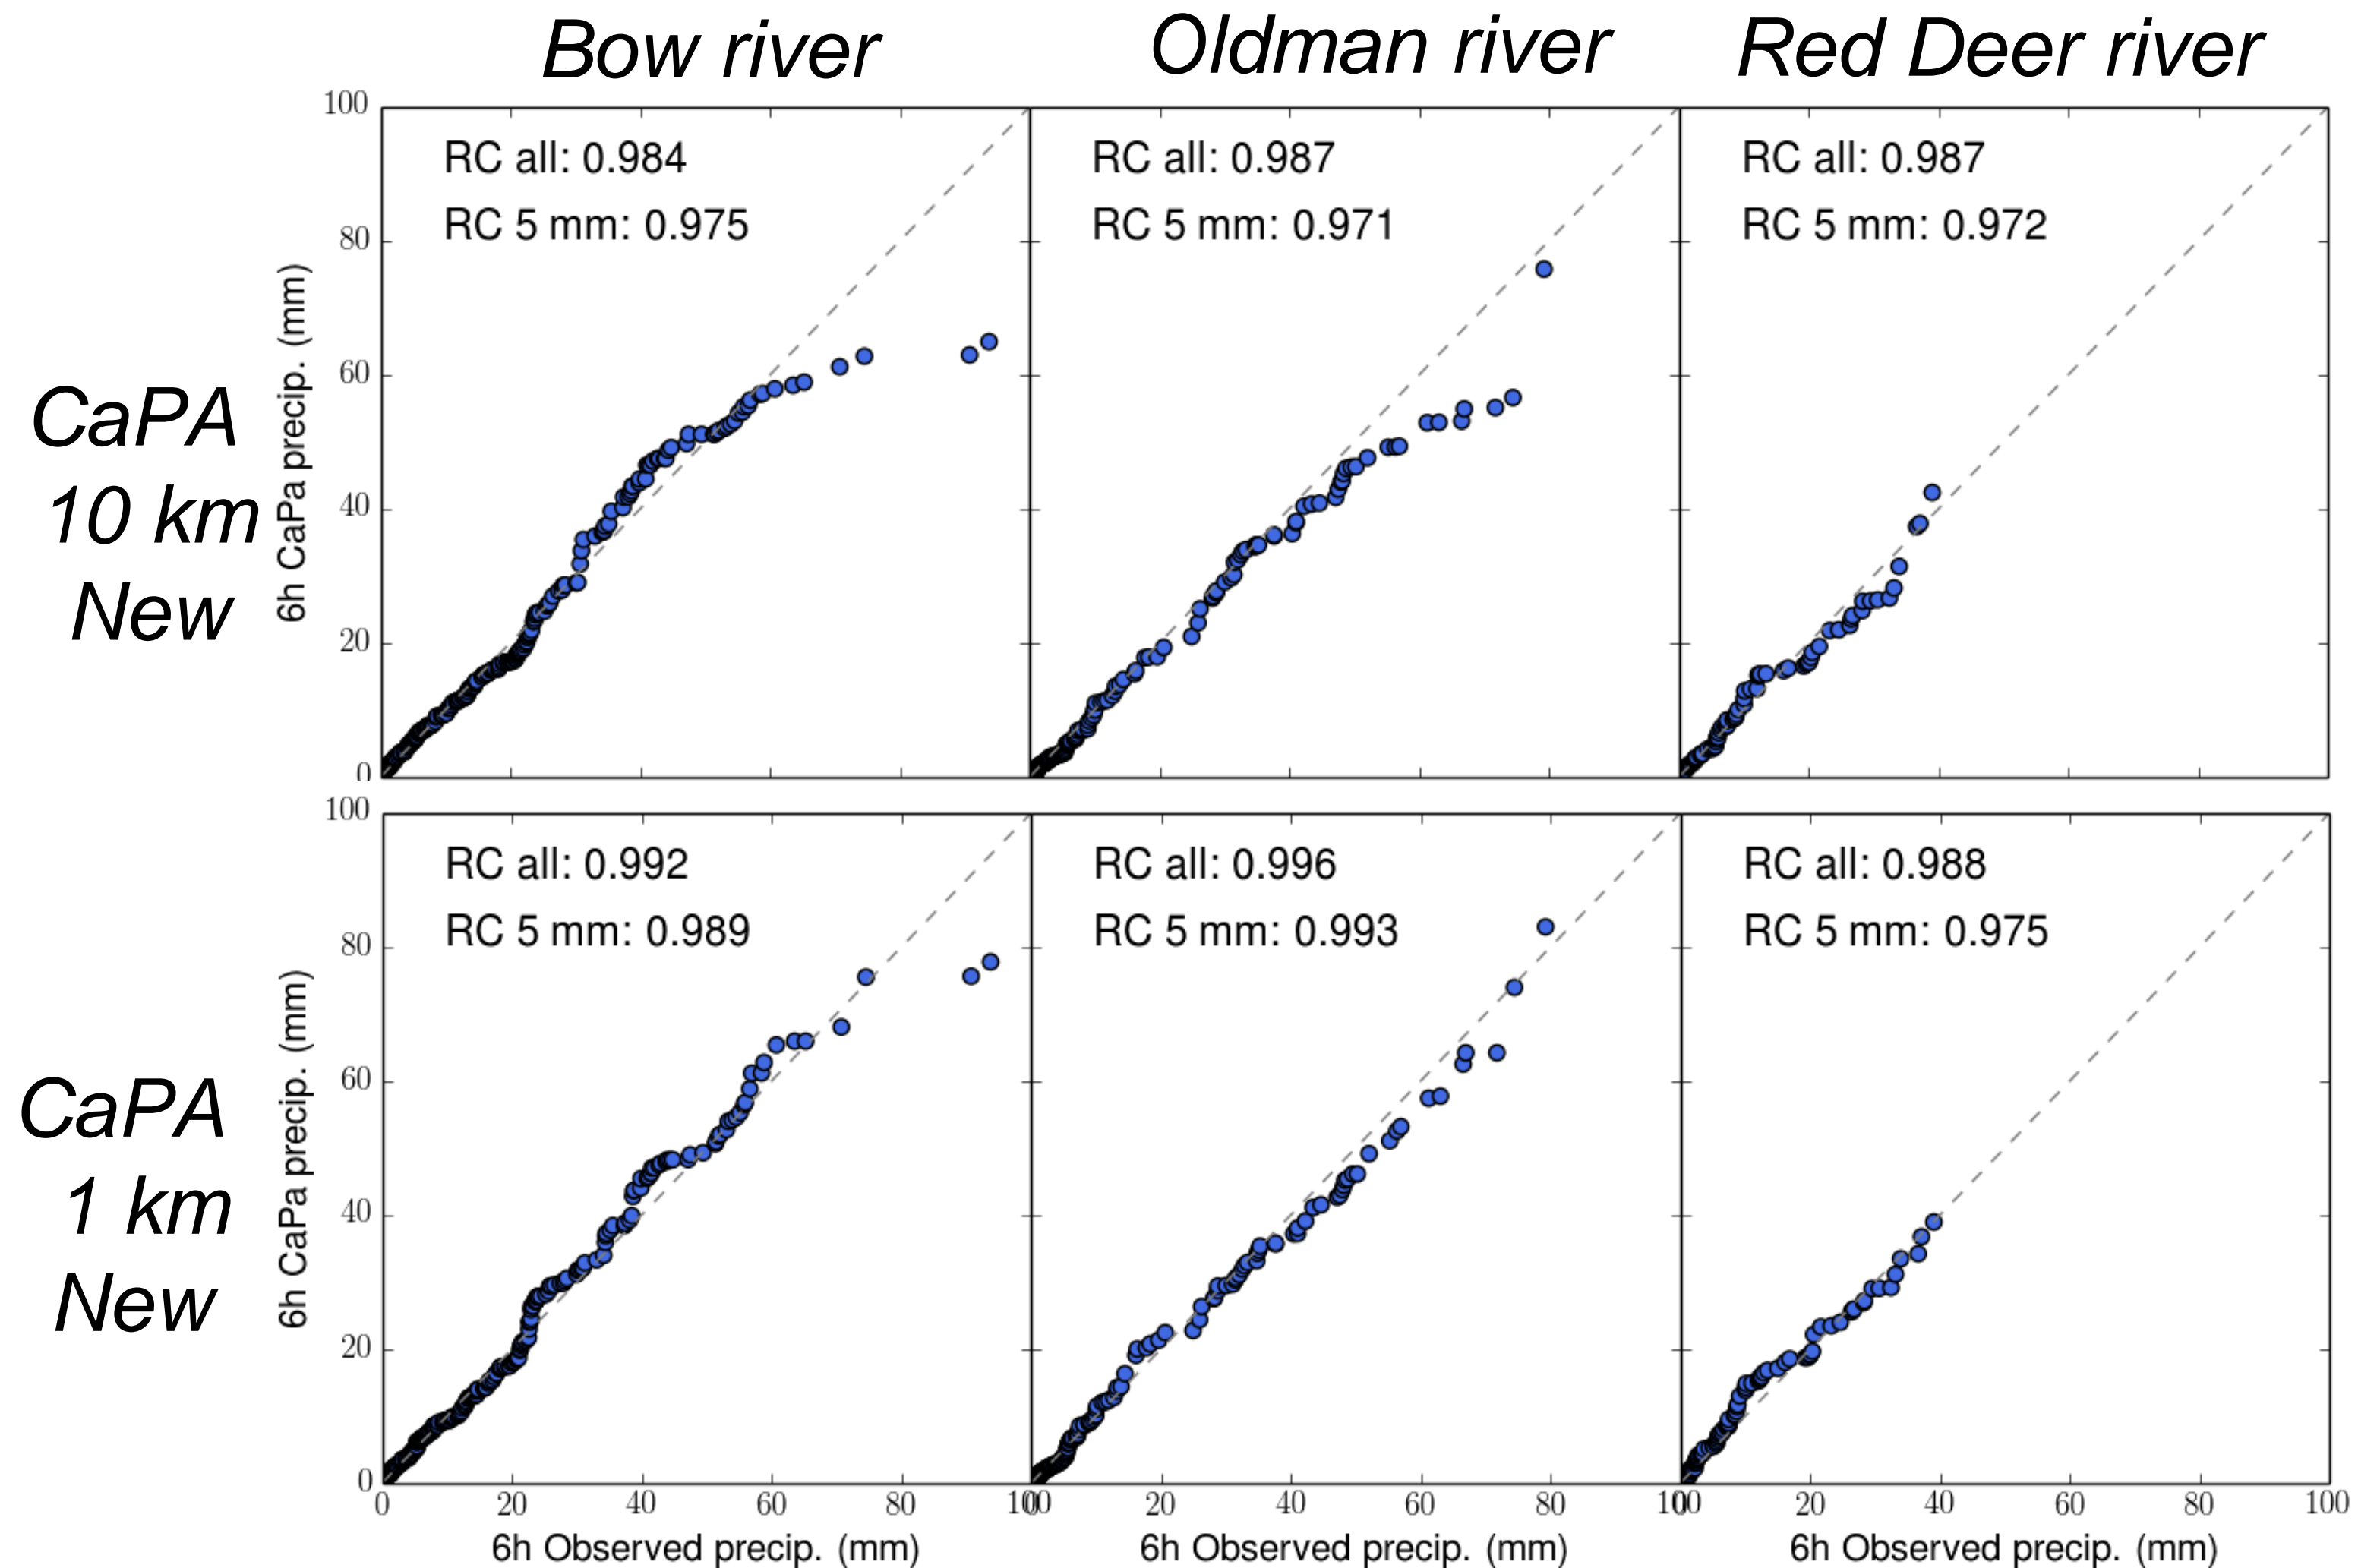 Bow river
Oldman river
Red Deer river
CaPA
10 km
New
6h CaPa precip. (mm)
100
80
60
40
20
0
RC all: 0.984
RC 5 mm: 0.975
RC all: 0.987
RC 5 mm: 0.971
RC all: 0.987
RC 5 mm: 0.972
CaPA
1 km
New
6h CaPa precip. (mm)
100
80
60
40
20
0
RC all: 0.992
RC 5 mm: 0.989
RC all: 0.996
RC 5 mm: 0.993
RC all: 0.988
RC 5 mm: 0.975
0 20 40 60 80 100
0 20 40 60 80 100
0 20 40 60 80 100
6h Observed precip. (mm)
6h Observed precip. (mm)
6h Observed precip. (mm)